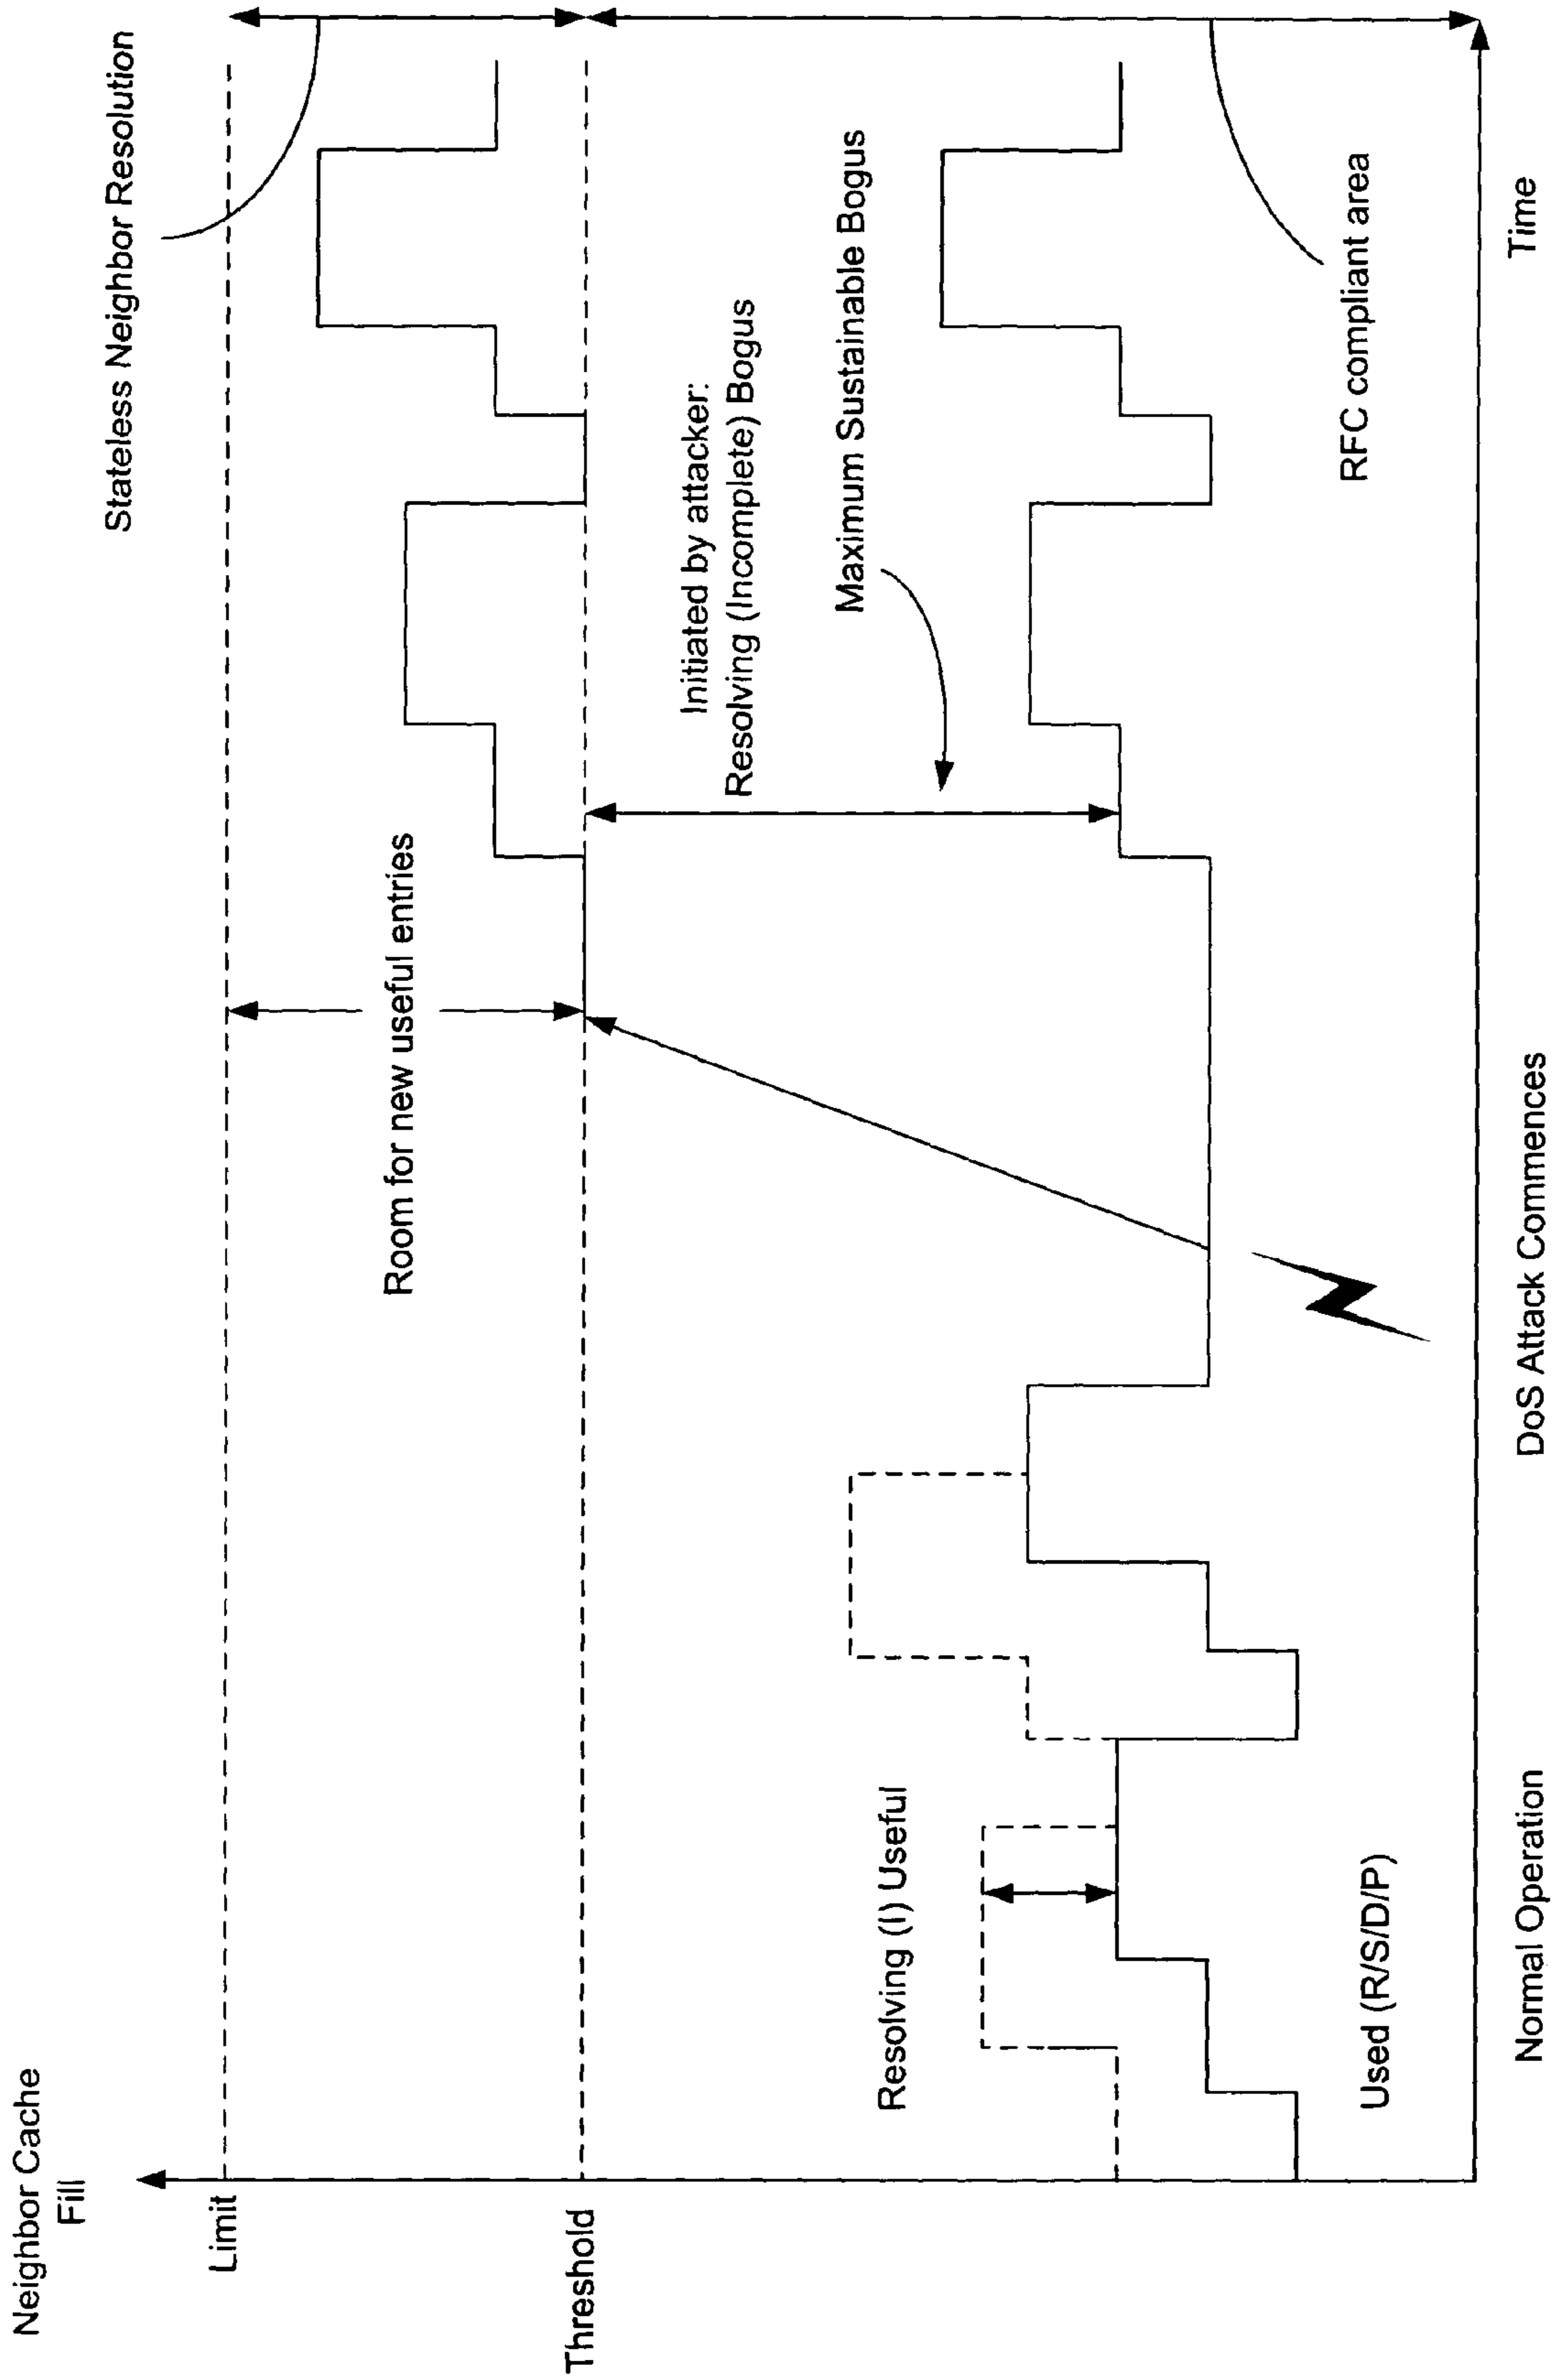 Neighbor Cache
Fill
Limit
Threshold
Stateless Neighbor Resolution
Room for new useful entries
Initiated by attacker:
Resolving (Incomplete) Bogus
Maximum Sustainable Bogus
Resolving (I) Useful
Used (R/S/D/P)
RFC compliant area
Normal Operation
DoS Attack Commences
Time